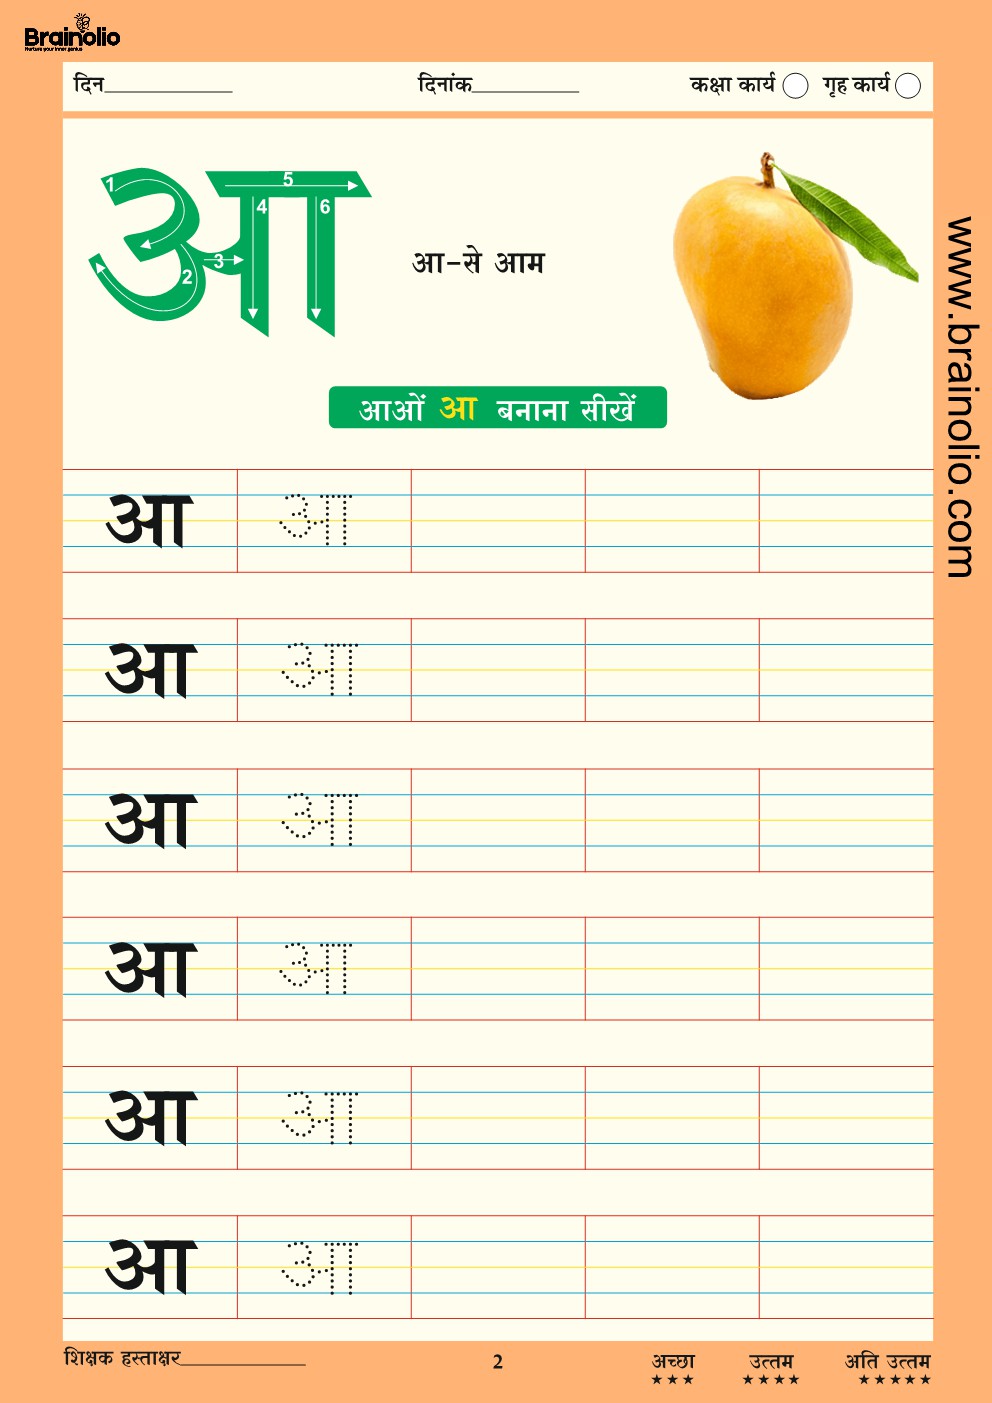 Brainolio
Nurture your inner genius
दिन____________ दिनांक____________ कक्षा कार्य गृह कार्य
आ
1 2 3 4 5 6
आ-से आम
आओं आ बनाना सीखें
www.brainolio.com
आ आ
आ आ
आ आ
आ आ
आ आ
आ आ
शिक्षक हस्ताक्षर____________ 2 अच्छा उत्तम अति उत्तम
★★★ ★★★★ ★★★★★